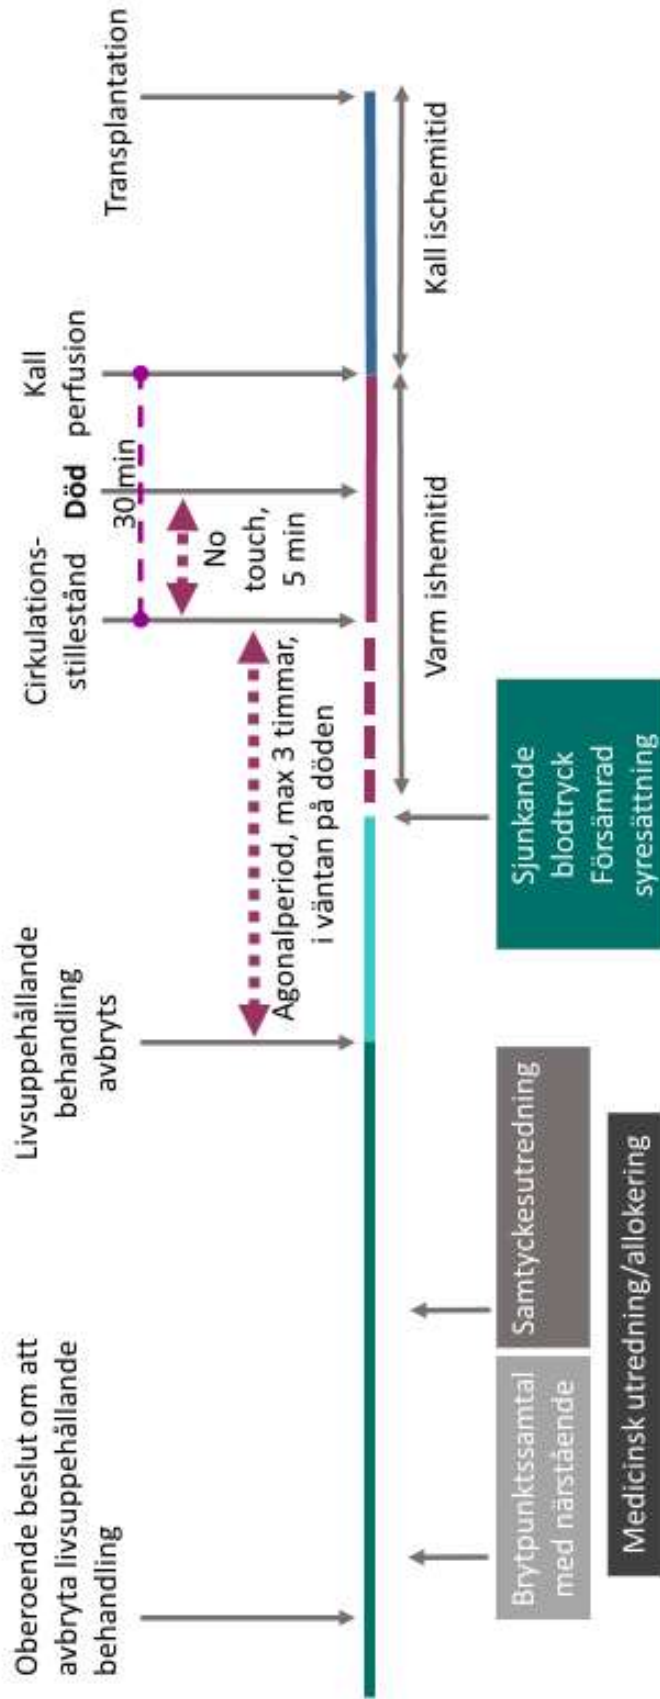 Oberoende beslut om att
avbryta livsuppehållande
behandling
Livsuppehållande
behandling
avbryts
Cirkulations-
stillestånd
Död
Kall
perfusion
Transplantation
30 min
No
touch,
5 min
Agonalperiod, max 3 timmar,
i väntan på döden
Varm ishemitid
Kall ischemitid
Brytpunktssamtal
med närstående
Samtyckesutredning
Medicinsk utredning/allokering
Sjunkande
blodtryck
Försämrad
syresättning